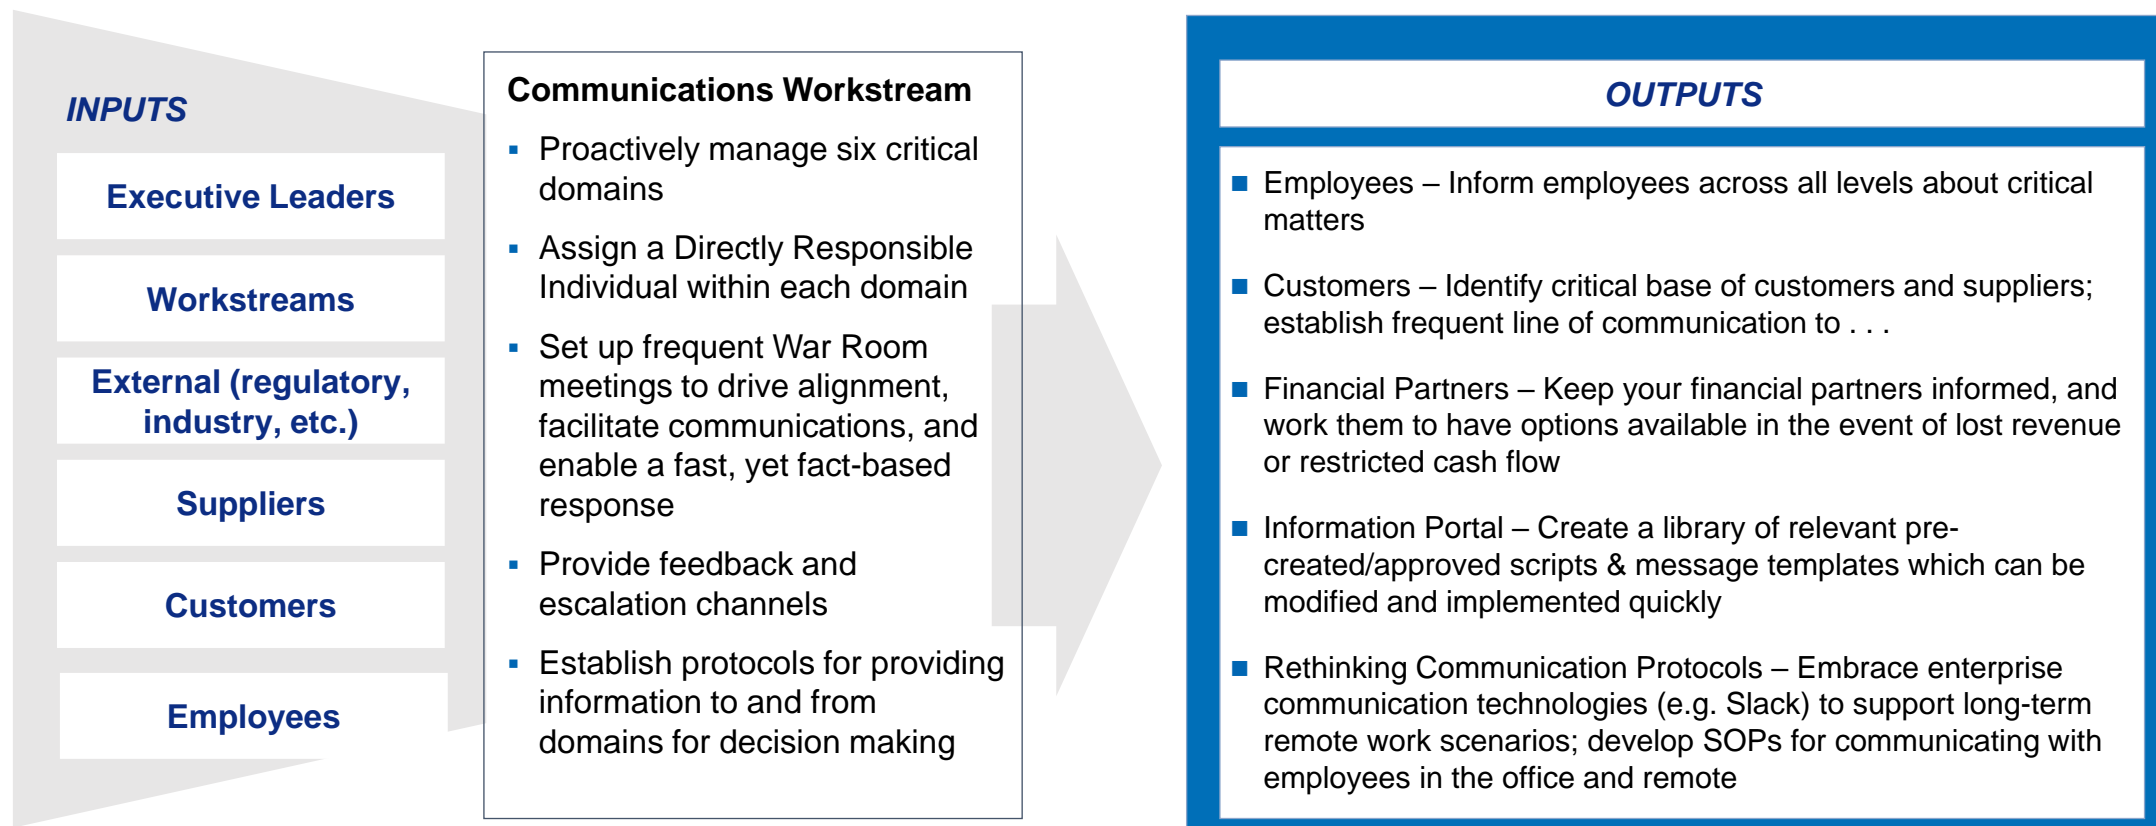 INPUTS
Executive Leaders
Workstreams
External (regulatory,
industry, etc.)
Suppliers
Customers
Employees
Communications Workstream
▪ Proactively manage six critical
domains
▪ Assign a Directly Responsible
Individual within each domain
▪ Set up frequent War Room
meetings to drive alignment,
facilitate communications, and
enable a fast, yet fact-based
response
▪ Provide feedback and
escalation channels
▪ Establish protocols for providing
information to and from
domains for decision making
OUTPUTS
■ Employees – Inform employees across all levels about critical
matters
■ Customers – Identify critical base of customers and suppliers;
establish frequent line of communication to . . .
■ Financial Partners – Keep your financial partners informed, and
work them to have options available in the event of lost revenue
or restricted cash flow
■ Information Portal – Create a library of relevant pre-
created/approved scripts & message templates which can be
modified and implemented quickly
■ Rethinking Communication Protocols – Embrace enterprise
communication technologies (e.g. Slack) to support long-term
remote work scenarios; develop SOPs for communicating with
employees in the office and remote